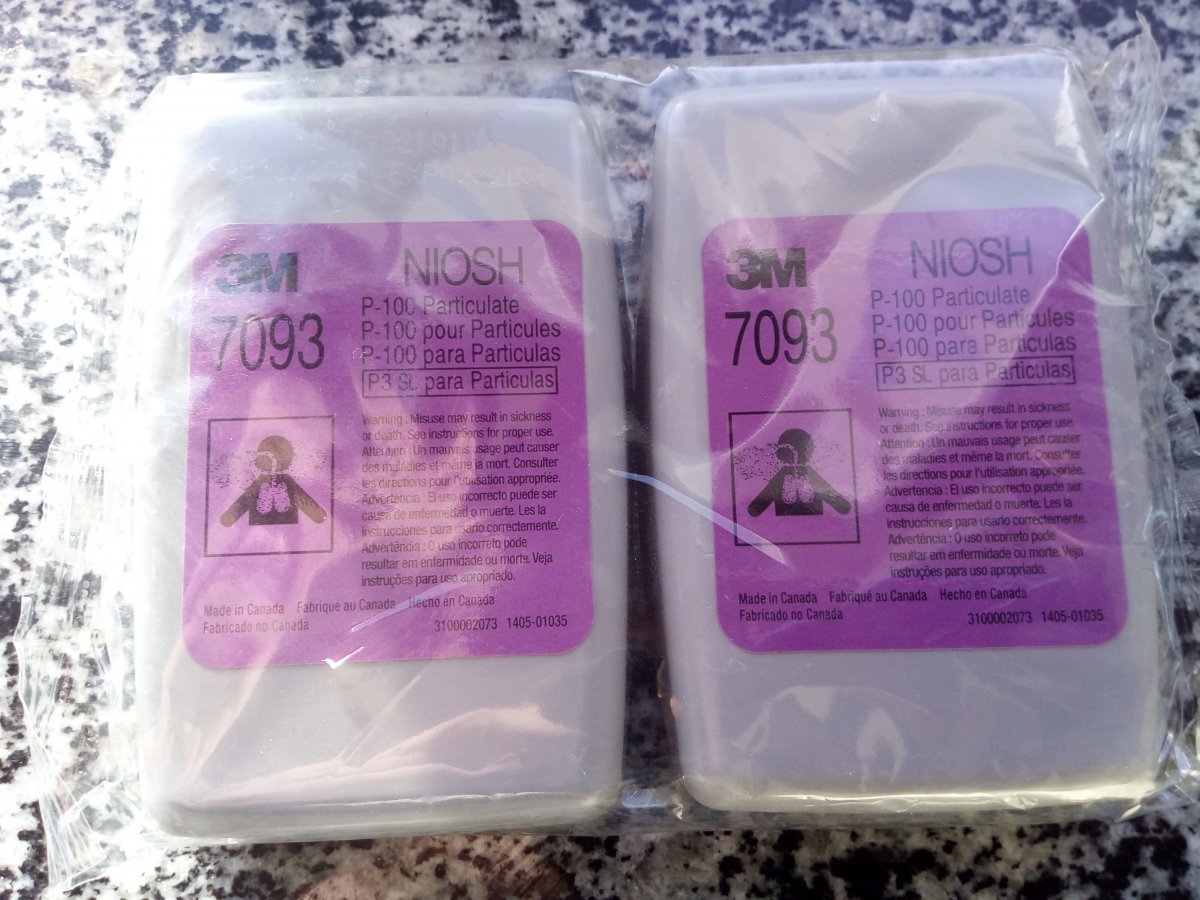 3M
NIOSH
7093
P-100 Particulate
P-100 pour Particules
P-100 para Particulas
P3 SL para Particulas
Warning : Misuse may result in sickness
or death. See instructions for proper use.
Attention : Un mauvais usage peut causer
des maladies et même la mort. Consulter
les directions pour l'utilisation appropriée.
Advertencia : El uso incorrecto puede ser
causa de enfermedad o muerte. Les la
instrucciones para usarlo correctemente.
Advertência : O uso incorreto pode
resultar em enfermidade ou morte. Veja
instruções para uso apropriado.
Made in Canada Fabriqué au Canada Hecho en Canada
Fabricado no Canada
3100002073 1405-01035
3M
NIOSH
7093
P-100 Particulate
P-100 pour Particules
P-100 para Particulas
P3 SL para Particulas
Warning : Misuse may result in sickness
or death. See instructions for proper use.
Attention : Un mauvais usage peut causer
des maladies et même la mort. Consulter
les directions pour l'utilisation appropriée.
Advertencia : El uso incorrecto puede ser
causa de enfermedad o muerte. Les la
instrucciones para usarlo correctemente.
Advertência : O uso incorreto pode
resultar em enfermidade ou morte. Veja
instruções para uso apropriado.
Made in Canada Fabriqué au Canada Hecho en Canada
Fabricado no Canada
3100002073 1405-01035